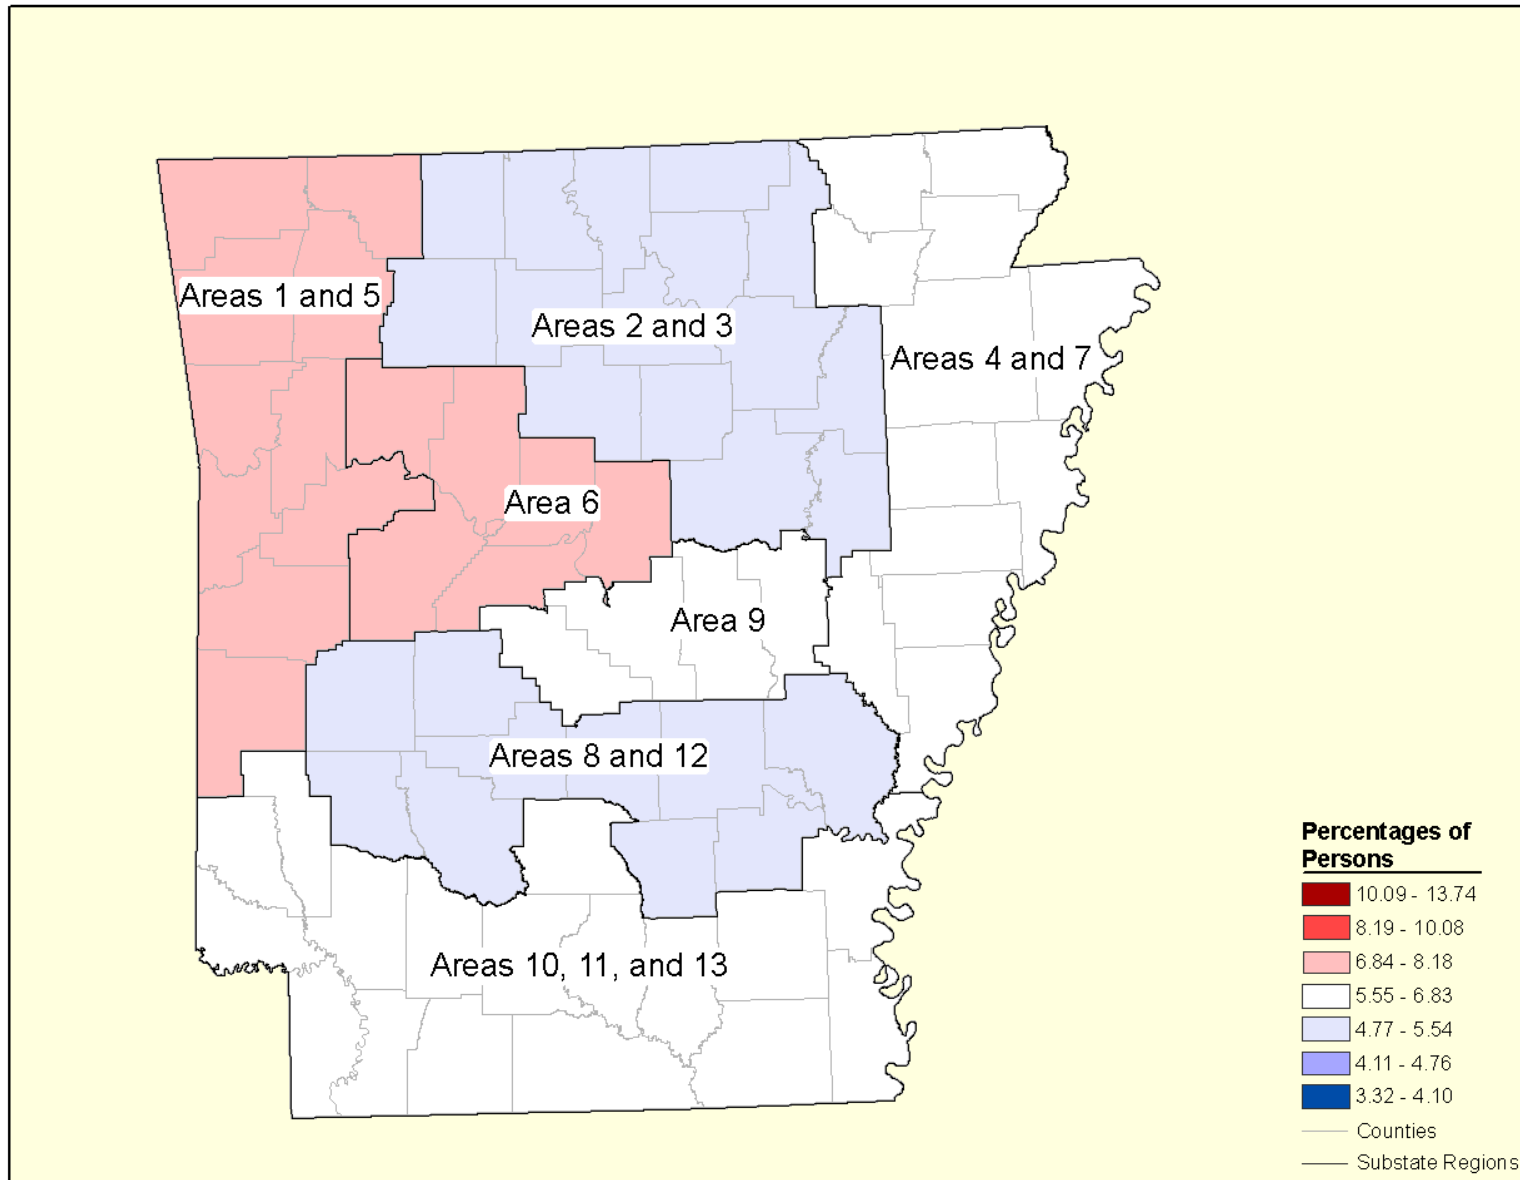 Areas 1 and 5
Areas 2 and 3
Areas 4 and 7
Area 6
Area 9
Areas 8 and 12
Areas 10, 11, and 13
Percentages of
Persons
10.09 - 13.74
8.19 - 10.08
6.84 - 8.18
5.55 - 6.83
4.77 - 5.54
4.11 - 4.76
3.32 - 4.10
Counties
Substate Regions